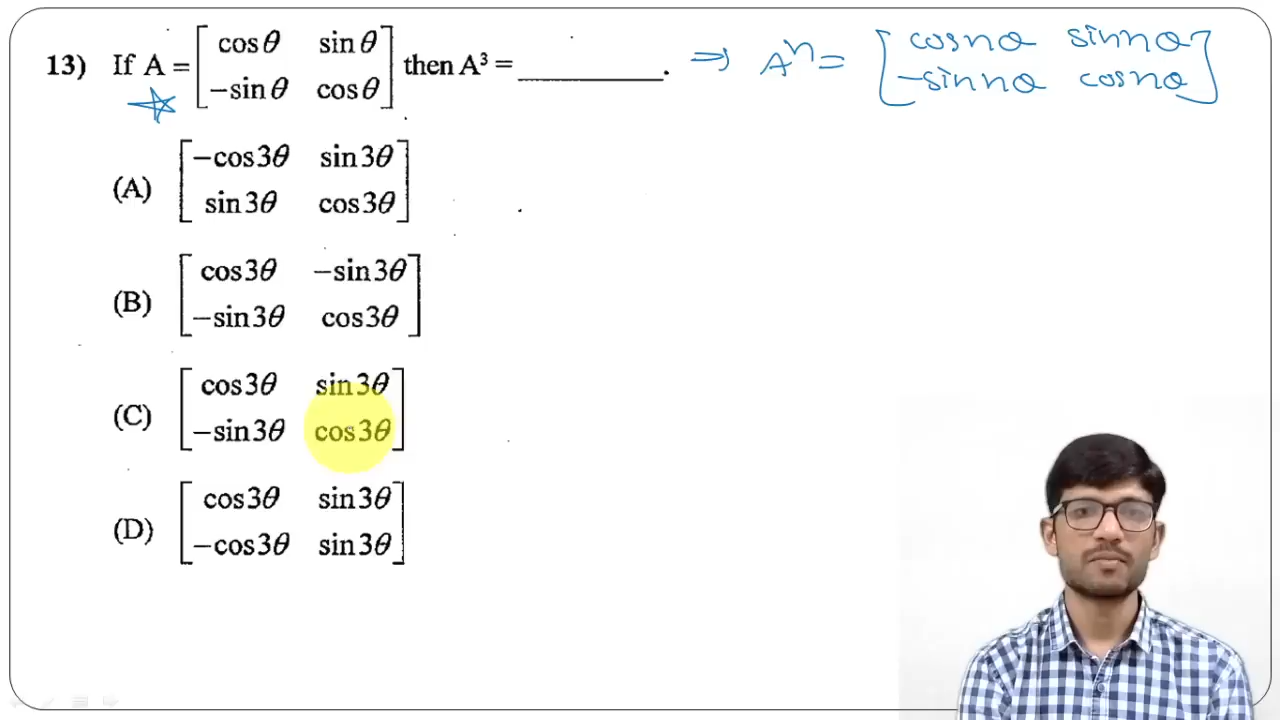 13) If A = [ cosθ sinθ ; −sinθ cosθ ] then A³ = __________. ⇒ Aⁿ = [ cosnθ sinnθ ; −sinnθ cosnθ ]
(A) [ −cos3θ sin3θ ; sin3θ cos3θ ]
(B) [ cos3θ −sin3θ ; −sin3θ cos3θ ]
(C) [ cos3θ sin3θ ; −sin3θ cos3θ ]
(D) [ cos3θ sin3θ ; −cos3θ sin3θ ]